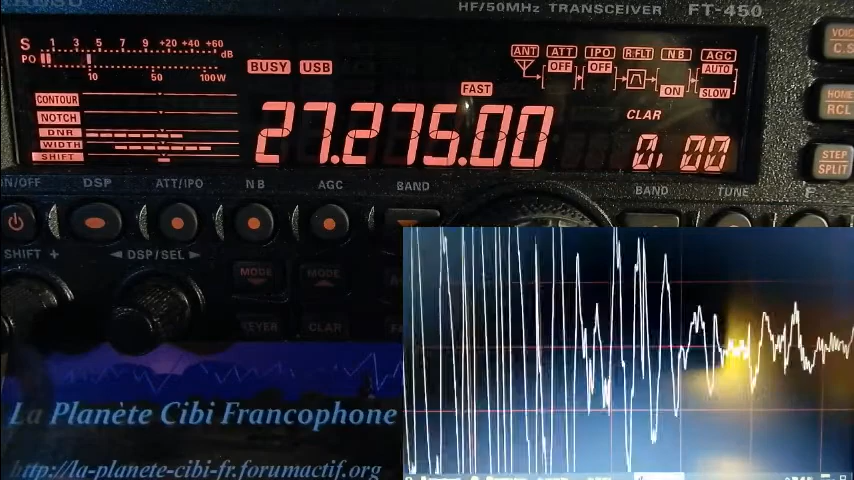 HF/50MHz TRANSCEIVER FT-450
S 1 3 5 7 9 +20 +40 +60 dB
PO 10 50 100W
BUSY USB
ANT ATT IPO R.FLT NB AGC
OFF OFF AUTO
ON SLOW
FAST
CONTOUR
NOTCH
DNR
WIDTH
SHIFT
CLAR
27.275.00
0.00
VOICE
C.S
HOME
RCL
STEP
SPLIT
ON/OFF DSP ATT/IPO NB AGC BAND
BAND TUNE F
SHIFT + DSP/SEL
MODE MODE
KEYER CLAR
La Planète Cibi Francophone
http://la-planete-cibi-fr.forumactif.org